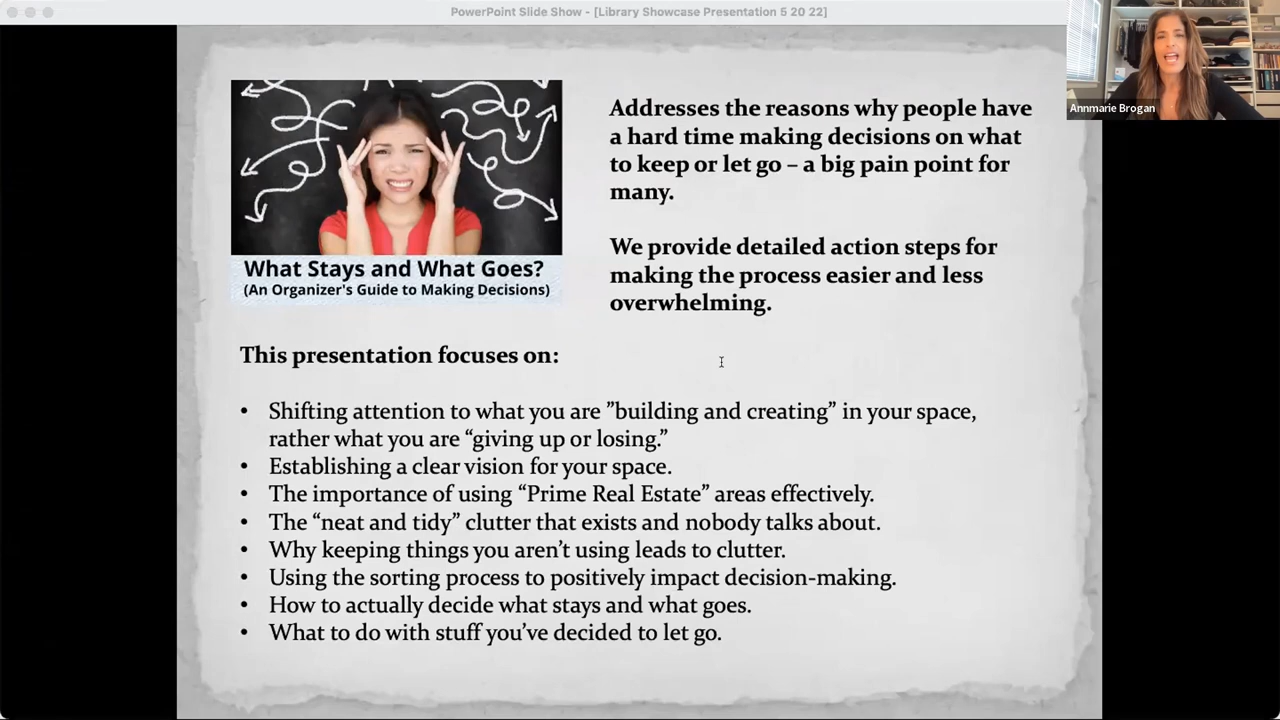 PowerPoint Slide Show - [Library Showcase Presentation 5 20 22]
Annmarie Brogan
What Stays and What Goes?
(An Organizer's Guide to Making Decisions)
Addresses the reasons why people have
a hard time making decisions on what
to keep or let go – a big pain point for
many.
We provide detailed action steps for
making the process easier and less
overwhelming.
This presentation focuses on:
• Shifting attention to what you are ”building and creating” in your space,
rather what you are “giving up or losing.”
• Establishing a clear vision for your space.
• The importance of using “Prime Real Estate” areas effectively.
• The “neat and tidy” clutter that exists and nobody talks about.
• Why keeping things you aren’t using leads to clutter.
• Using the sorting process to positively impact decision-making.
• How to actually decide what stays and what goes.
• What to do with stuff you’ve decided to let go.